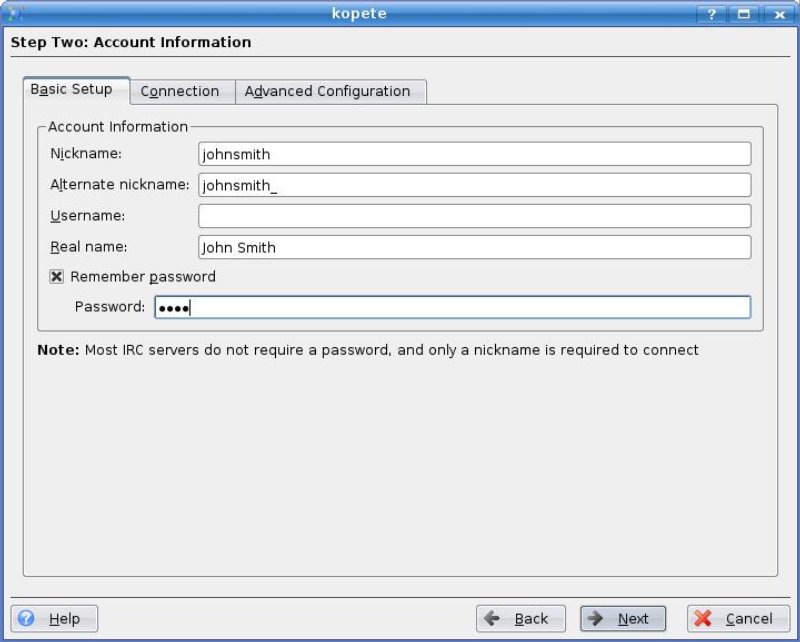 kopete
Step Two: Account Information
Basic Setup Connection Advanced Configuration
Account Information
Nickname: johnsmith
Alternate nickname: johnsmith_
Username:
Real name: John Smith
Remember password
Password: ••••
Note: Most IRC servers do not require a password, and only a nickname is required to connect
Help Back Next Cancel